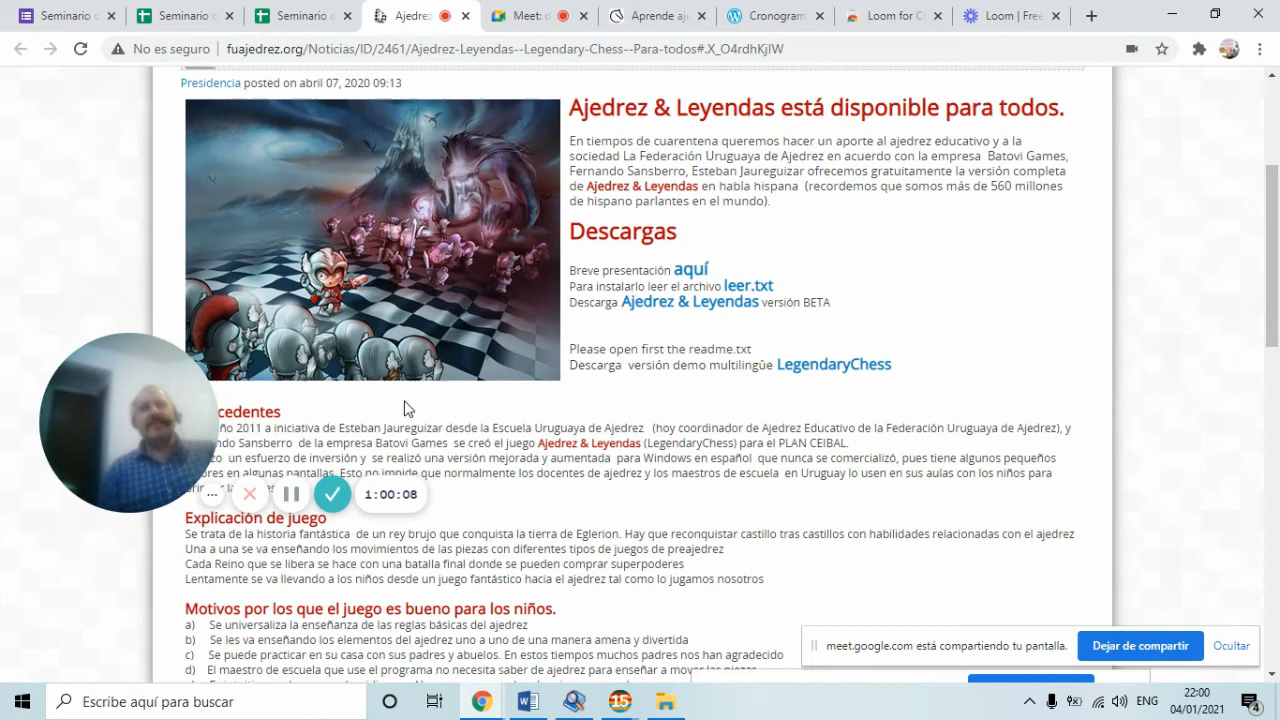 Seminario
Seminario
Seminario
Ajedrez
Meet:
Aprende aje
Cronogram
Loom for C
Loom | Free
No es seguro
fuajedrez.org/Noticias/ID/2461/Ajedrez-Leyendas--Legendary-Chess--Para-todos#.X_O4rdhKjIW
Presidencia posted on abril 07, 2020 09:13
Ajedrez & Leyendas está disponible para todos.
En tiempos de cuarentena queremos hacer un aporte al ajedrez educativo y a la
sociedad La Federación Uruguaya de Ajedrez en acuerdo con la empresa Batovi Games,
Fernando Sansberro, Esteban Jaureguizar ofrecemos gratuitamente la versión completa
de Ajedrez & Leyendas en habla hispana (recordemos que somos más de 560 millones
de hispano parlantes en el mundo).
Descargas
Breve presentación aquí
Para instalarlo leer el archivo leer.txt
Descarga Ajedrez & Leyendas versión BETA
Please open first the readme.txt
Descarga versión demo multilingûe LegendaryChess
cedentes
ño 2011 a iniciativa de Esteban Jaureguizar desde la Escuela Uruguaya de Ajedrez (hoy coordinador de Ajedrez Educativo de la Federación Uruguaya de Ajedrez), y
ndo Sansberro de la empresa Batovi Games se creó el juego Ajedrez & Leyendas (LegendaryChess) para el PLAN CEIBAL.
zo un esfuerzo de inversión y se realizó una versión mejorada y aumentada para Windows en español que nunca se comercializó, pues tiene algunos pequeños
ores en algunas pantallas. Esto no impide que normalmente los docentes de ajedrez y los maestros de escuela en Uruguay lo usen en sus aulas con los niños para
1:00:08
Explicación de juego
Se trata de la historia fantástica de un rey brujo que conquista la tierra de Eglerion. Hay que reconquistar castillo tras castillos con habilidades relacionadas con el ajedrez
Una a una se va enseñando los movimientos de las piezas con diferentes tipos de juegos de preajedrez
Cada Reino que se libera se hace con una batalla final donde se pueden comprar superpoderes
Lentamente se va llevando a los niños desde un juego fantástico hacia el ajedrez tal como lo jugamos nosotros
Motivos por los que el juego es bueno para los niños.
a) Se universaliza la enseñanza de las reglas básicas del ajedrez
b) Se les va enseñando los elementos del ajedrez uno a uno de una manera amena y divertida
c) Se puede practicar en su casa con sus padres y abuelos. En estos tiempos muchos padres nos han agradecido
d) El maestro de escuela que use el programa no necesita saber de ajedrez para enseñar a mover las piezas
meet.google.com está compartiendo tu pantalla.
Dejar de compartir
Ocultar
Escribe aquí para buscar
15
ENG
22:00
04/01/2021
4